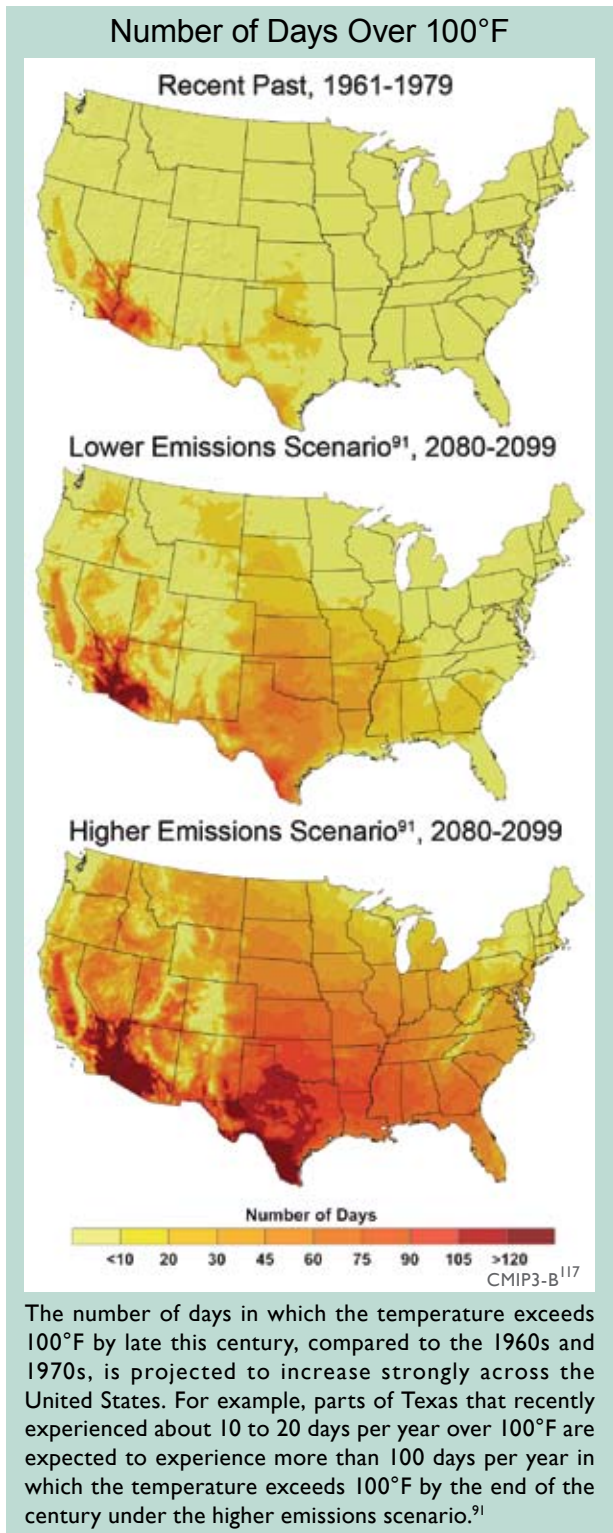 Number of Days Over 100°F
Recent Past, 1961-1979
Lower Emissions Scenario⁹¹, 2080-2099
Higher Emissions Scenario⁹¹, 2080-2099
Number of Days
<10 20 30 45 60 75 90 105 >120
CMIP3-B¹¹⁷
The number of days in which the temperature exceeds
100°F by late this century, compared to the 1960s and
1970s, is projected to increase strongly across the
United States. For example, parts of Texas that recently
experienced about 10 to 20 days per year over 100°F are
expected to experience more than 100 days per year in
which the temperature exceeds 100°F by the end of the
century under the higher emissions scenario.⁹¹